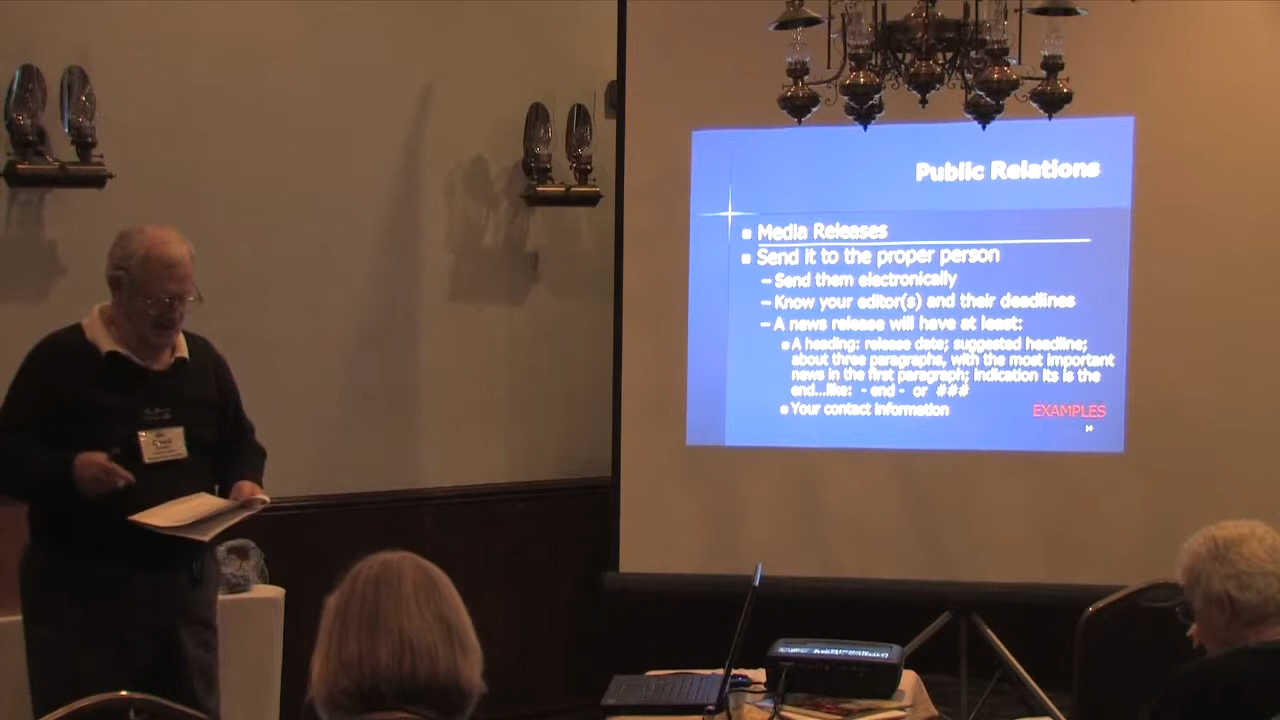 Public Relations
Media Releases
Send it to the proper person
– Send them electronically
– Know your editor(s) and their deadlines
– A news release will have at least:
A heading: release date; suggested headline;
about three paragraphs, with the most important
news in the first paragraph; indication its is the
end...like: - end - or ###
Your contact information
EXAMPLES